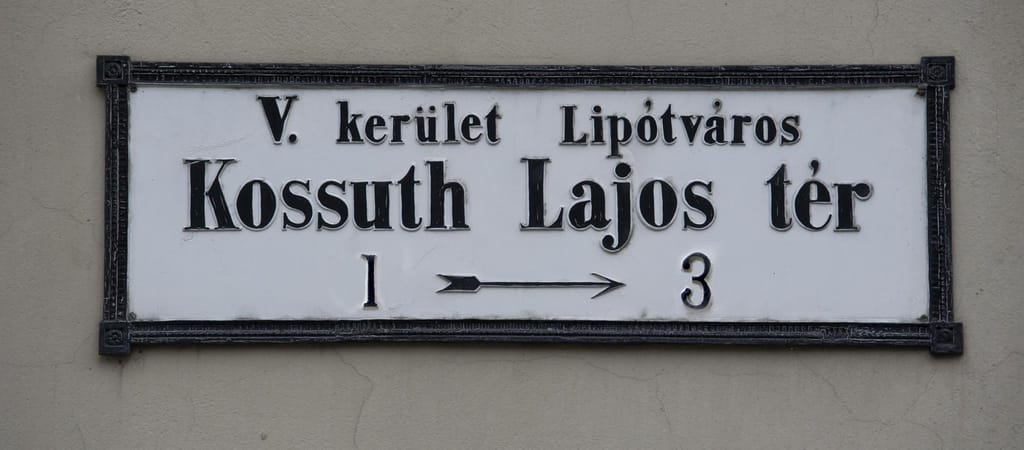 V. kerület Lipótváros
Kossuth Lajos tér
1 → 3